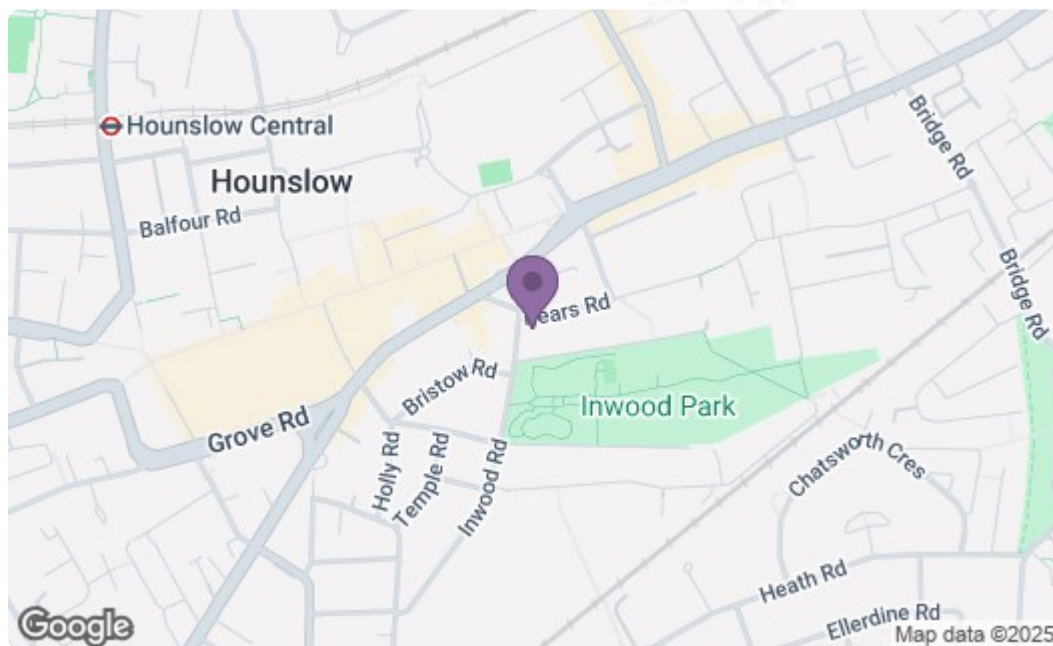 Hounslow Central
Hounslow
Balfour Rd
Bridge Rd
Bridge Rd
ears Rd
Bristow Rd
Inwood Park
Grove Rd
Holly Rd
Temple Rd
Inwood Rd
Chatsworth Cres
Heath Rd
Ellerdine Rd
Google
Map data ©2025